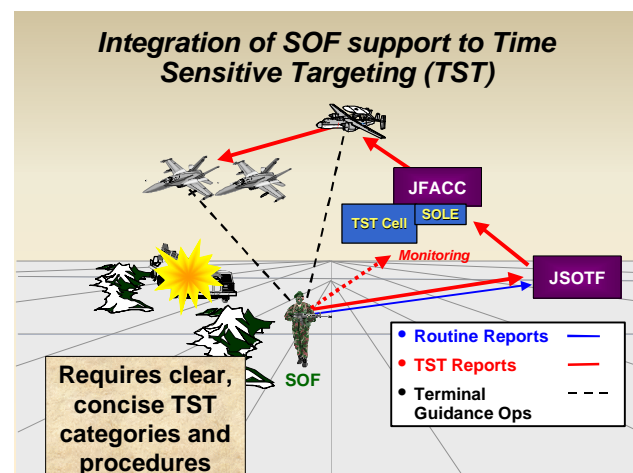 Integration of SOF support to Time
Sensitive Targeting (TST)
JFACC
TST Cell
SOLE
Monitoring
JSOTF
SOF
• Routine Reports
• TST Reports
• Terminal
Guidance Ops
Requires clear,
concise TST
categories and
procedures